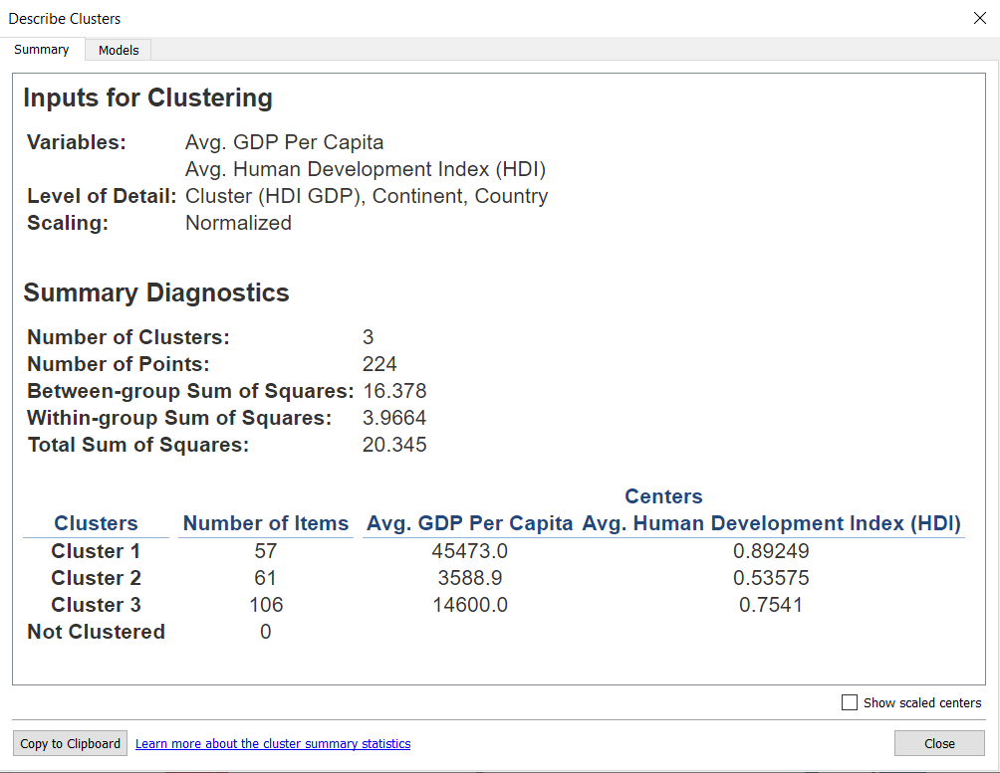 Describe Clusters
Summary Models
Inputs for Clustering
Variables: Avg. GDP Per Capita
Avg. Human Development Index (HDI)
Level of Detail: Cluster (HDI GDP), Continent, Country
Scaling: Normalized
Summary Diagnostics
Number of Clusters: 3
Number of Points: 224
Between-group Sum of Squares: 16.378
Within-group Sum of Squares: 3.9664
Total Sum of Squares: 20.345
Centers
Clusters Number of Items Avg. GDP Per Capita Avg. Human Development Index (HDI)
Cluster 1 57 45473.0 0.89249
Cluster 2 61 3588.9 0.53575
Cluster 3 106 14600.0 0.7541
Not Clustered 0
Show scaled centers
Copy to Clipboard Learn more about the cluster summary statistics Close